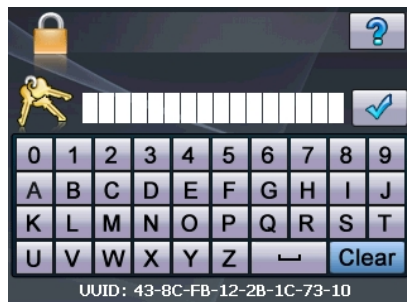 ?
0 1 2 3 4 5 6 7 8 9
A B C D E F G H I J
K L M N O P Q R S T
U V W X Y Z Clear
UUID: 43-8C-FB-12-2B-1C-73-10